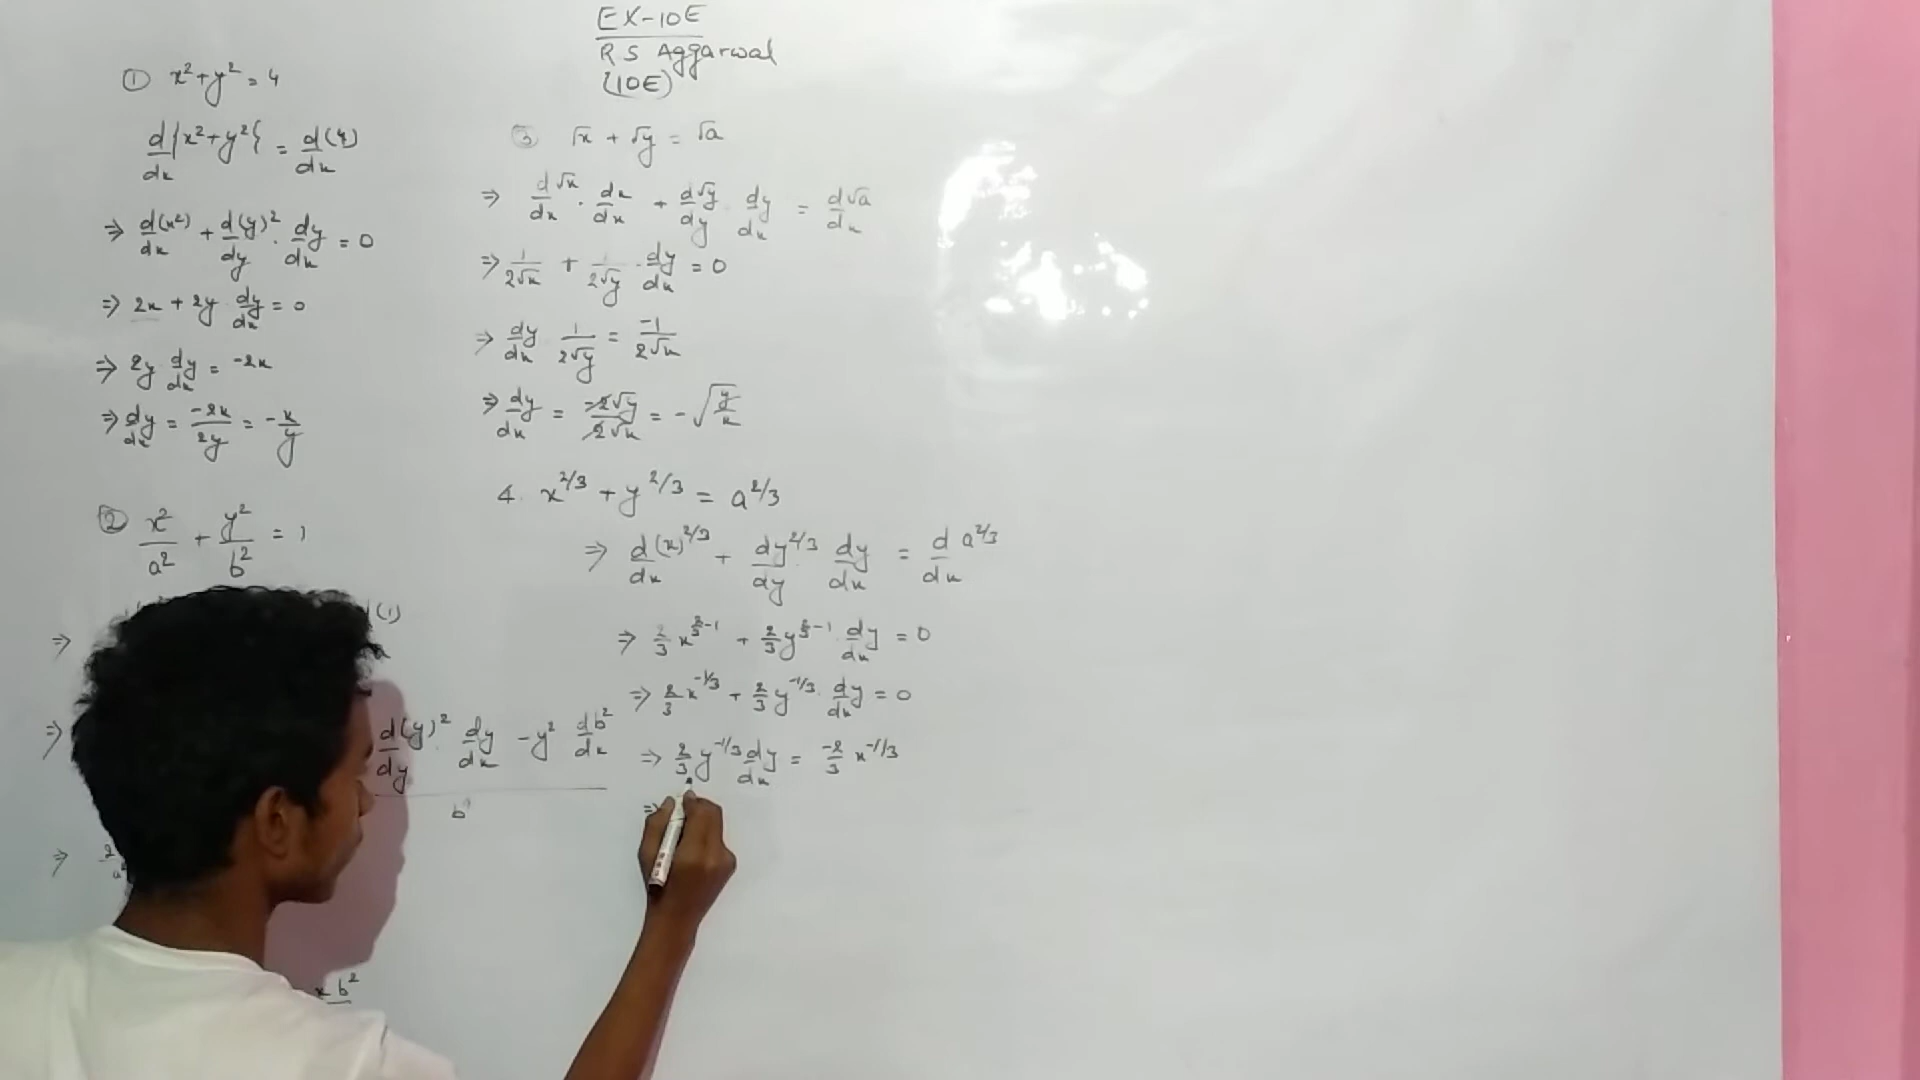 EX-10E
RS Aggarwal
(10E)
① x²+y²=4
d/dx{x²+y²} = d(4)/dx
⇒ d(x²)/dx + d(y)²/dy · dy/dx = 0
⇒ 2x + 2y dy/dx = 0
⇒ 2y dy/dx = -2x
⇒ dy/dx = -2x/2y = -x/y
② x²/a² + y²/b² = 1
⇒ (1)
⇒ d(y)²/dy · dy/dx - y² db²/dx
⇒
x b²
③ √x + √y = √a
⇒ d√x/dx · dx/dx + d√y/dy · dy/dx = d√a/dx
⇒ 1/2√x + 1/2√y · dy/dx = 0
⇒ dy/dx 1/2√y = -1/2√x
⇒ dy/dx = -2√y/2√x = -√y/x
4. x^2/3 + y^2/3 = a^2/3
⇒ d/dx (x)^2/3 + dy^2/3/dy · dy/dx = d/dx a^2/3
⇒ 2/3 x^2/3-1 + 2/3 y^2/3-1 · dy/dx = 0
⇒ 2/3 x^-1/3 + 2/3 y^-1/3 · dy/dx = 0
⇒ 2/3 y^-1/3 dy/dx = -2/3 x^-1/3
⇒